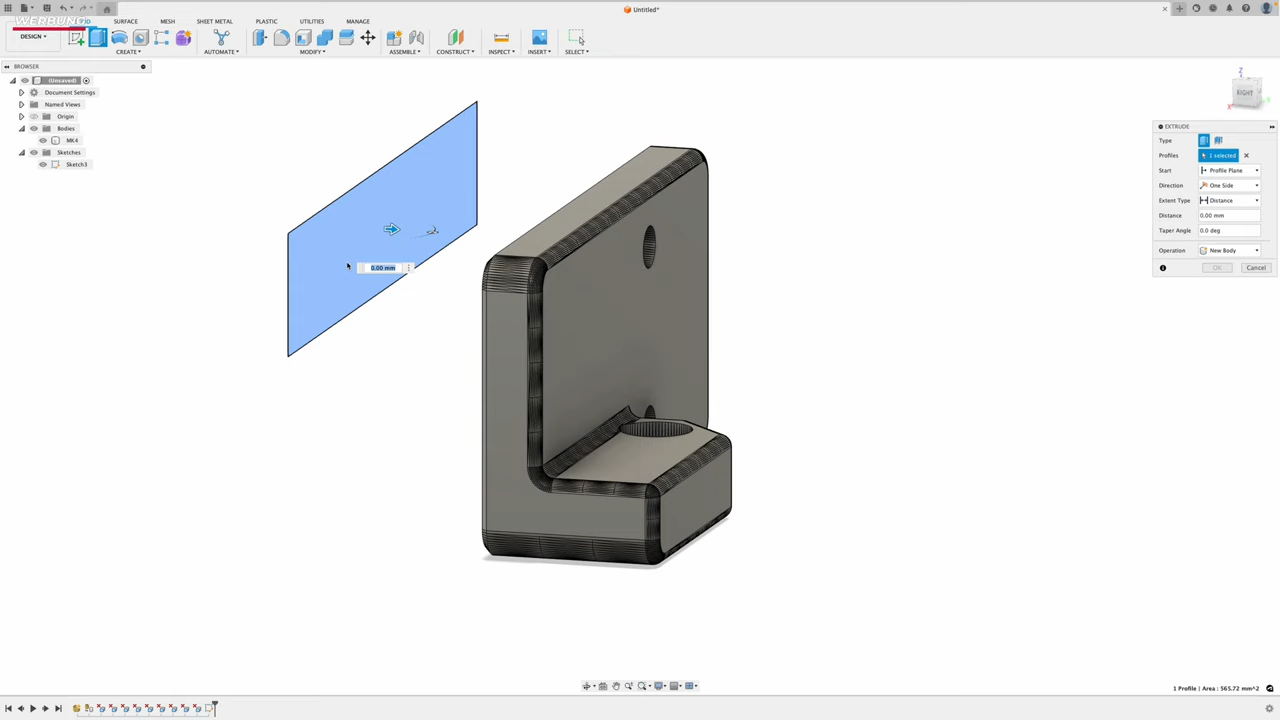 Untitled*
WERBUNG
SURFACE
MESH
SHEET METAL
PLASTIC
UTILITIES
MANAGE
DESIGN
CREATE
AUTOMATE
MODIFY
ASSEMBLE
CONSTRUCT
INSPECT
INSERT
SELECT
BROWSER
(Unsaved)
Document Settings
Named Views
Origin
Bodies
MK4
Sketches
Sketch3
0.00 mm
RIGHT
Z
X
EXTRUDE
Type
Profiles 1 selected
Start Profile Plane
Direction One Side
Extent Type Distance
Distance 0.00 mm
Taper Angle 0.0 deg
Operation New Body
OK Cancel
1 Profile | Area : 565.72 mm^2